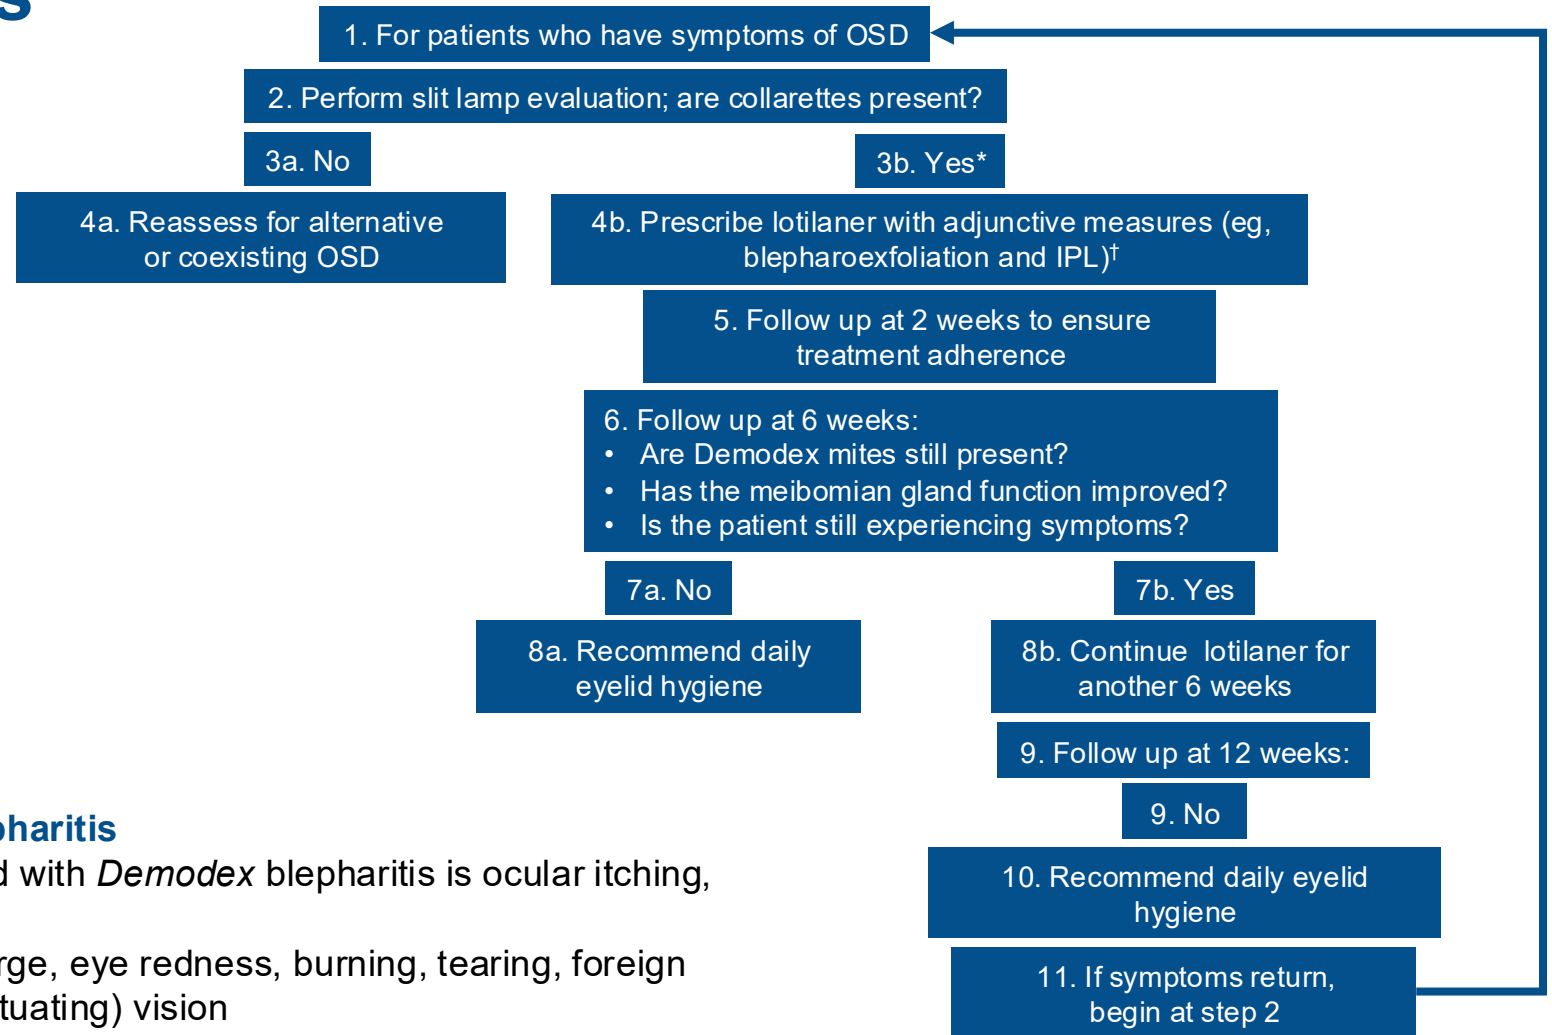 s
1. For patients who have symptoms of OSD
2. Perform slit lamp evaluation; are collarettes present?
3a. No
3b. Yes*
4a. Reassess for alternative
or coexisting OSD
4b. Prescribe lotilaner with adjunctive measures (eg,
blepharoexfoliation and IPL)†
5. Follow up at 2 weeks to ensure
treatment adherence
6. Follow up at 6 weeks:
• Are Demodex mites still present?
• Has the meibomian gland function improved?
• Is the patient still experiencing symptoms?
7a. No
7b. Yes
8a. Recommend daily
eyelid hygiene
8b. Continue lotilaner for
another 6 weeks
9. Follow up at 12 weeks:
9. No
10. Recommend daily eyelid
hygiene
11. If symptoms return,
begin at step 2
pharitis
d with Demodex blepharitis is ocular itching,
rge, eye redness, burning, tearing, foreign
tuating) vision